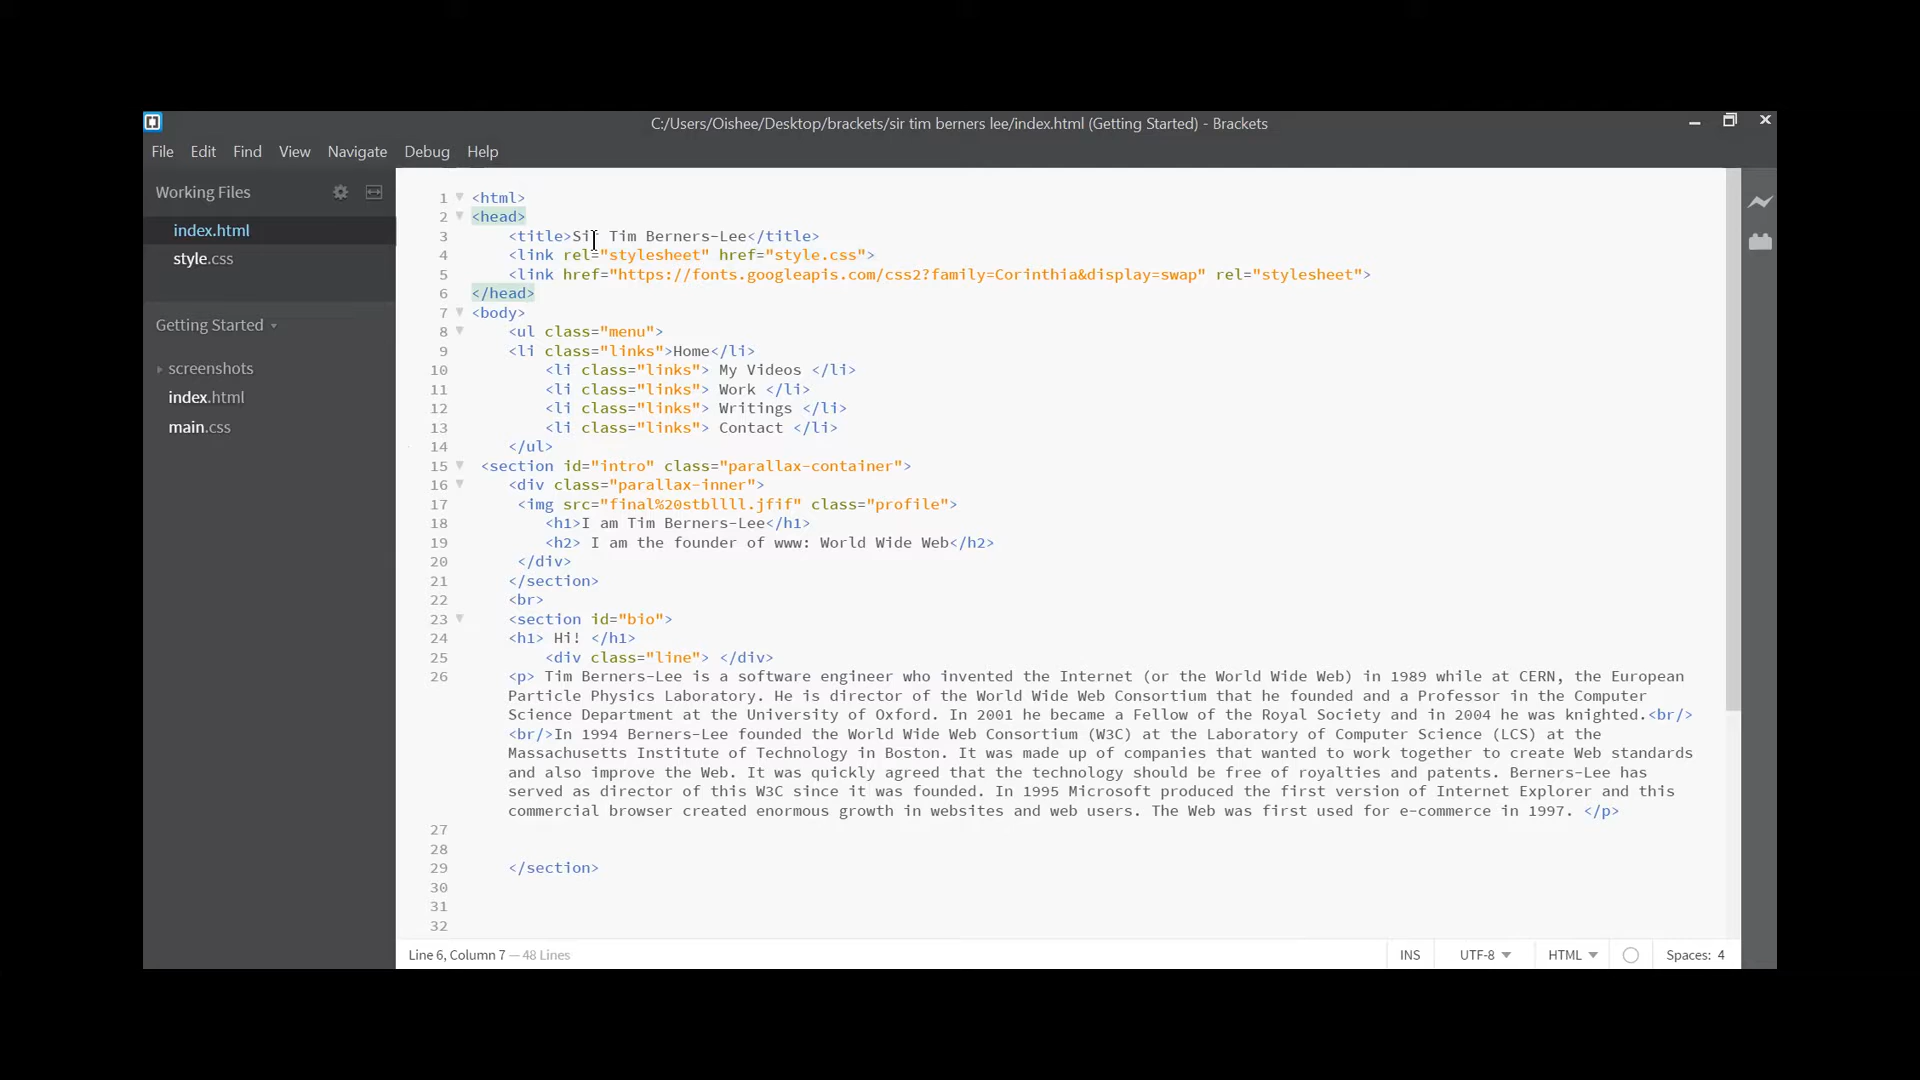 C:/Users/Oishee/Desktop/brackets/sir tim berners lee/index.html (Getting Started) - Brackets
File Edit Find View Navigate Debug Help
Working Files
index.html
style.css
Getting Started
screenshots
index.html
main.css
1 <html>
2 <head>
3 <title>Sir Tim Berners-Lee</title>
4 <link rel="stylesheet" href="style.css">
5 <link href="https://fonts.googleapis.com/css2?family=Corinthia&display=swap" rel="stylesheet">
6 </head>
7 <body>
8 <ul class="menu">
9 <li class="links">Home</li>
10 <li class="links"> My Videos </li>
11 <li class="links"> Work </li>
12 <li class="links"> Writings </li>
13 <li class="links"> Contact </li>
14 </ul>
15 <section id="intro" class="parallax-container">
16 <div class="parallax-inner">
17 <img src="final%20stbllll.jfif" class="profile">
18 <h1>I am Tim Berners-Lee</h1>
19 <h2> I am the founder of www: World Wide Web</h2>
20 </div>
21 </section>
22 <br>
23 <section id="bio">
24 <h1> Hi! </h1>
25 <div class="line"> </div>
26 <p> Tim Berners-Lee is a software engineer who invented the Internet (or the World Wide Web) in 1989 while at CERN, the European
Particle Physics Laboratory. He is director of the World Wide Web Consortium that he founded and a Professor in the Computer
Science Department at the University of Oxford. In 2001 he became a Fellow of the Royal Society and in 2004 he was knighted.<br/>
<br/>In 1994 Berners-Lee founded the World Wide Web Consortium (W3C) at the Laboratory of Computer Science (LCS) at the
Massachusetts Institute of Technology in Boston. It was made up of companies that wanted to work together to create Web standards
and also improve the Web. It was quickly agreed that the technology should be free of royalties and patents. Berners-Lee has
served as director of this W3C since it was founded. In 1995 Microsoft produced the first version of Internet Explorer and this
commercial browser created enormous growth in websites and web users. The Web was first used for e-commerce in 1997. </p>
27
28
29 </section>
30
31
32
Line 6, Column 7 — 48 Lines
INS UTF-8 HTML Spaces: 4